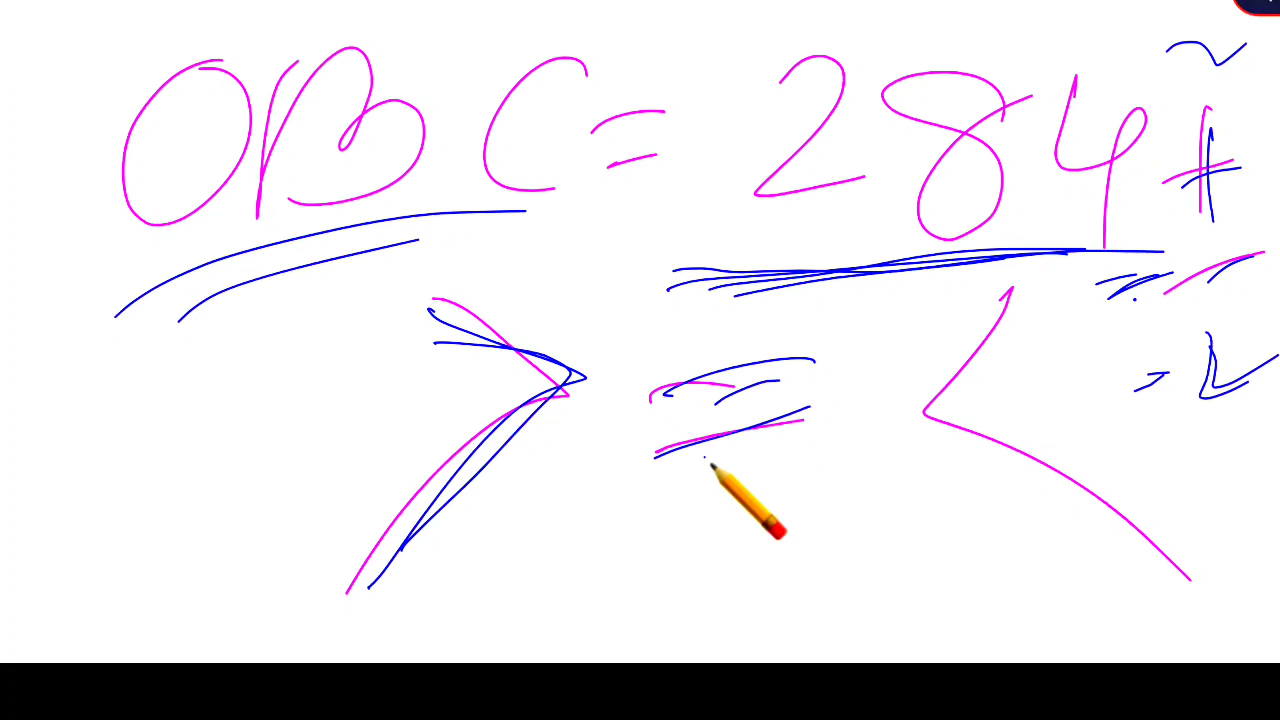 OBC = 284 ±
> = <